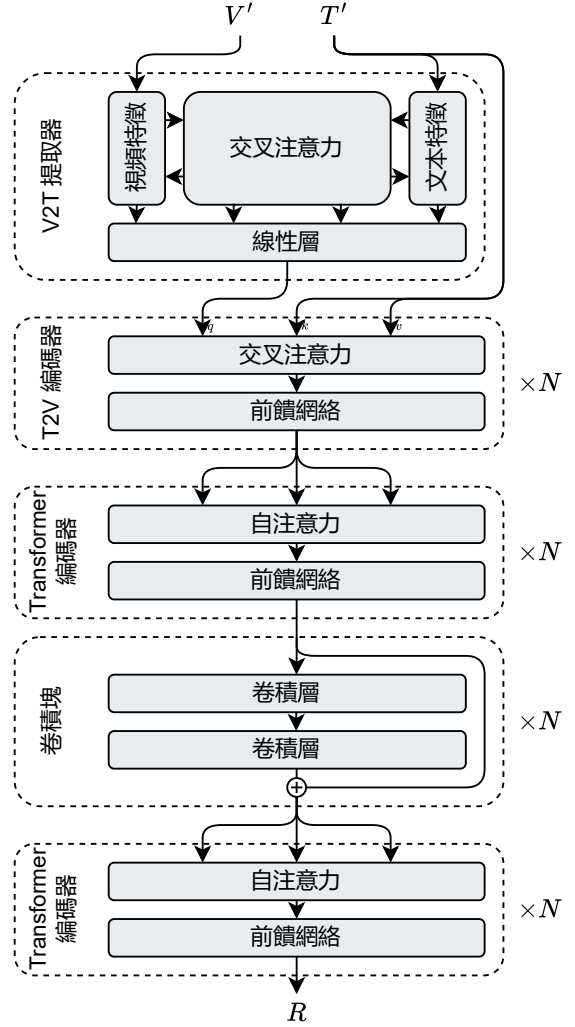 V′ T′
V2T 提取器
視頻特徵
交叉注意力
文本特徵
線性層
q k v
T2V 編碼器
交叉注意力
前饋網絡
×N
Transformer
編碼器
自注意力
前饋網絡
×N
卷積塊
卷積層
卷積層
×N
Transformer
編碼器
自注意力
前饋網絡
×N
R